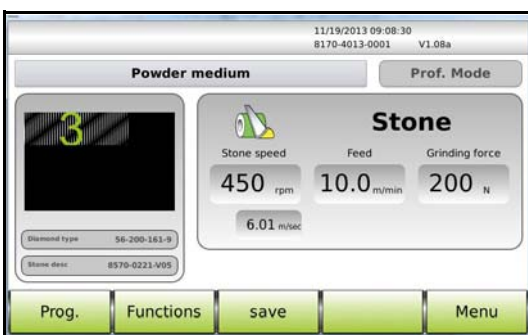 11/19/2013 09:08:30
8170-4013-0001 V1.08a
Powder medium
Prof. Mode
3
Stone
Stone speed Feed Grinding force
450 rpm 10.0 m/min 200 N
6.01 m/sec
Diamond type 56-200-161-9
Stone desc 8570-0221-V05
Prog. Functions save Menu